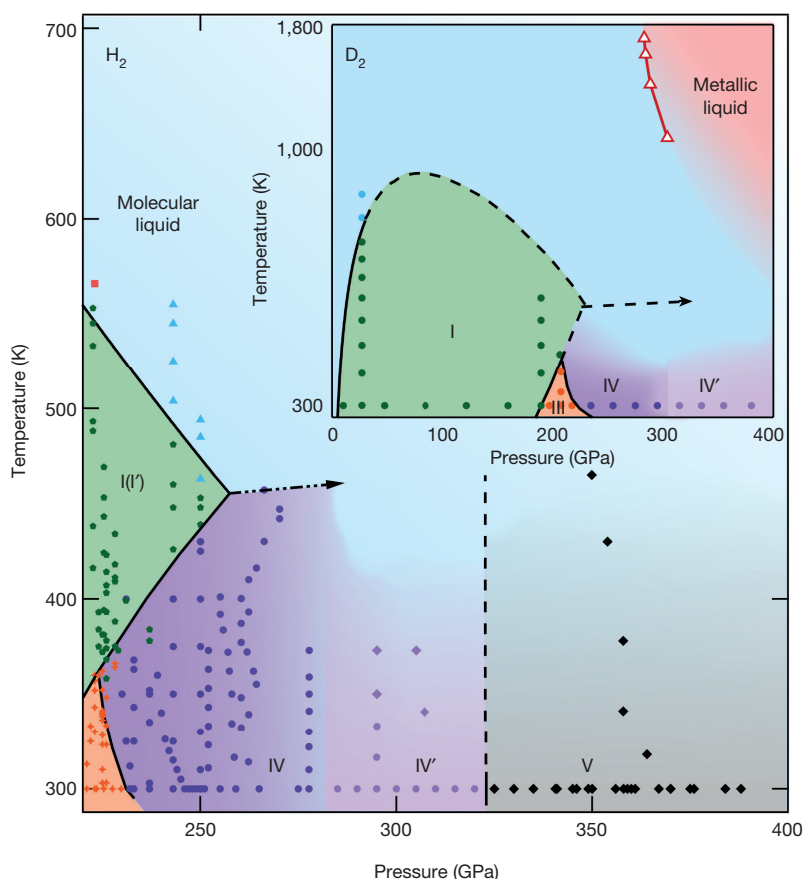 700
600
500
400
300
Temperature (K)
H2
Molecular
liquid
I(I′)
IV
IV′
V
250
300
350
400
Pressure (GPa)
D2
1,800
1,000
300
Temperature (K)
Metallic
liquid
I
III
IV
IV′
0
100
200
300
400
Pressure (GPa)